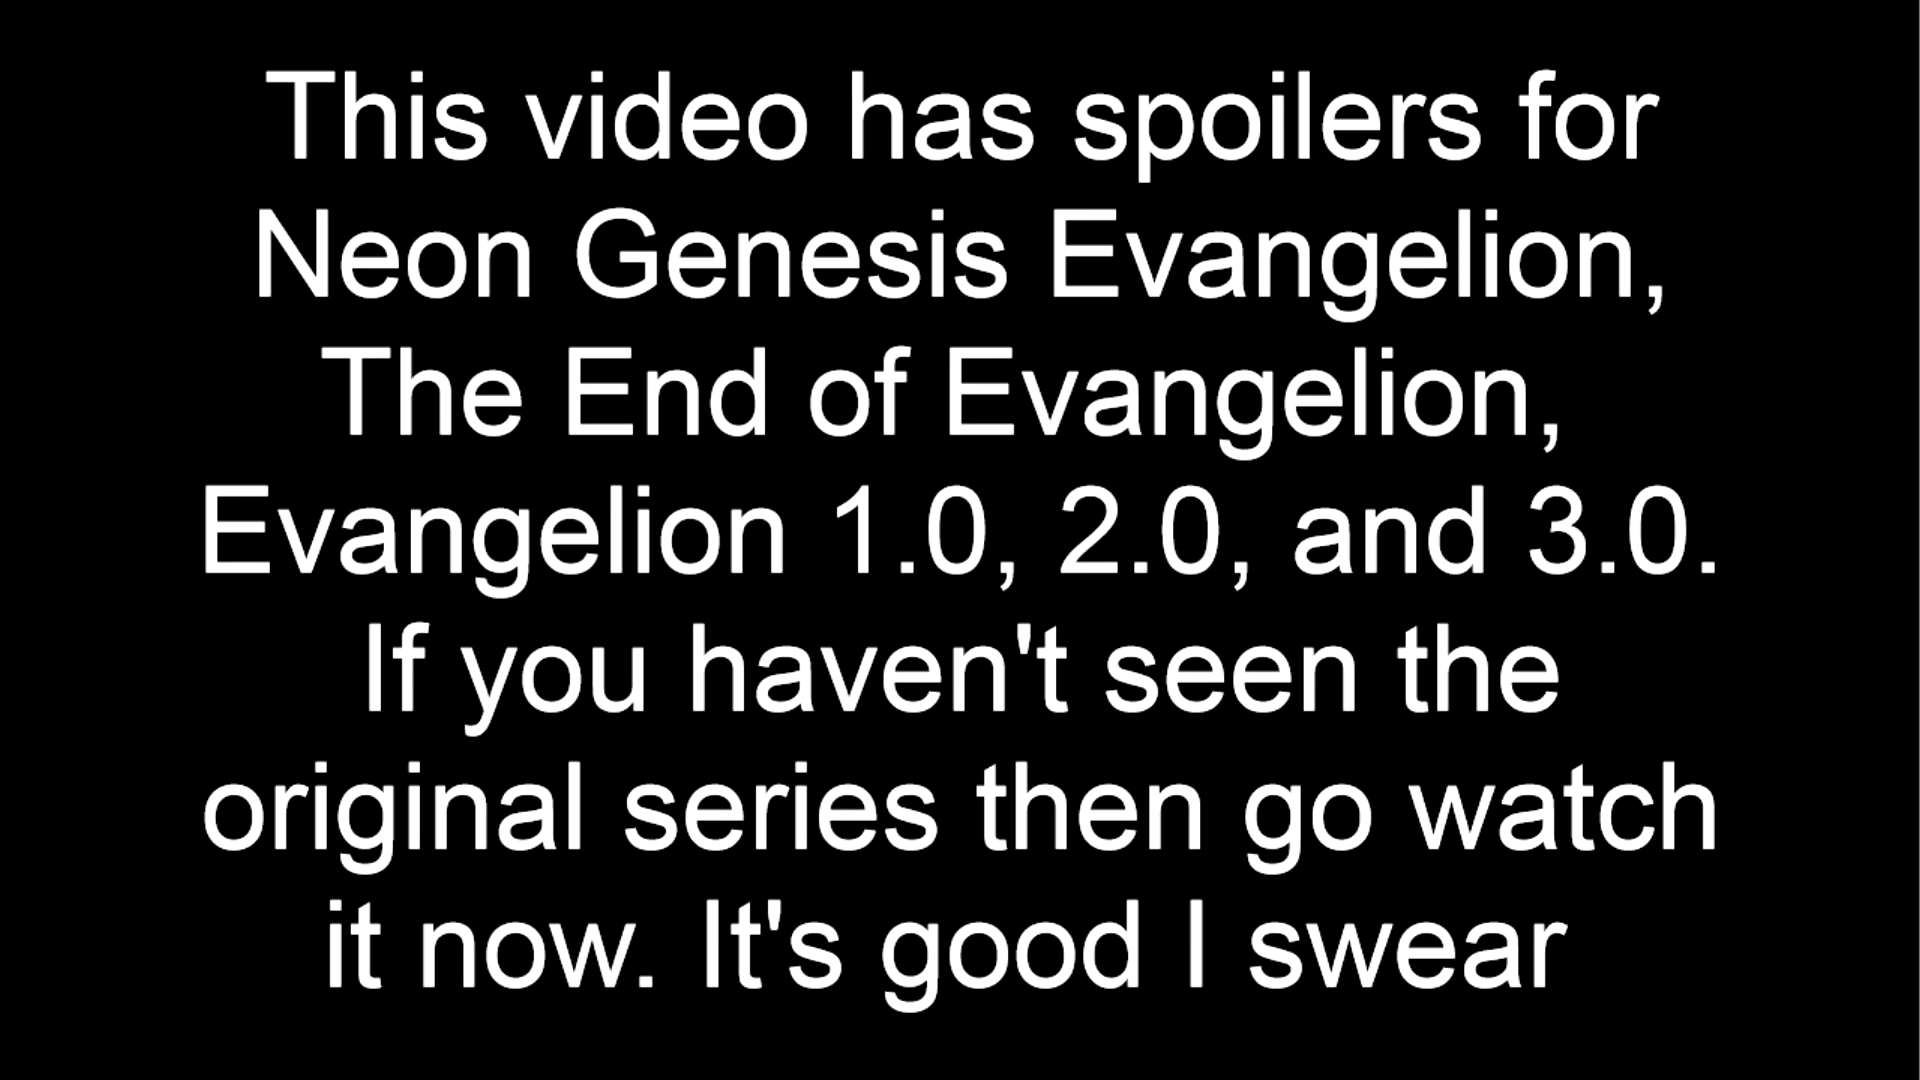 This video has spoilers for
Neon Genesis Evangelion,
The End of Evangelion,
Evangelion 1.0, 2.0, and 3.0.
If you haven't seen the
original series then go watch
it now. It's good I swear